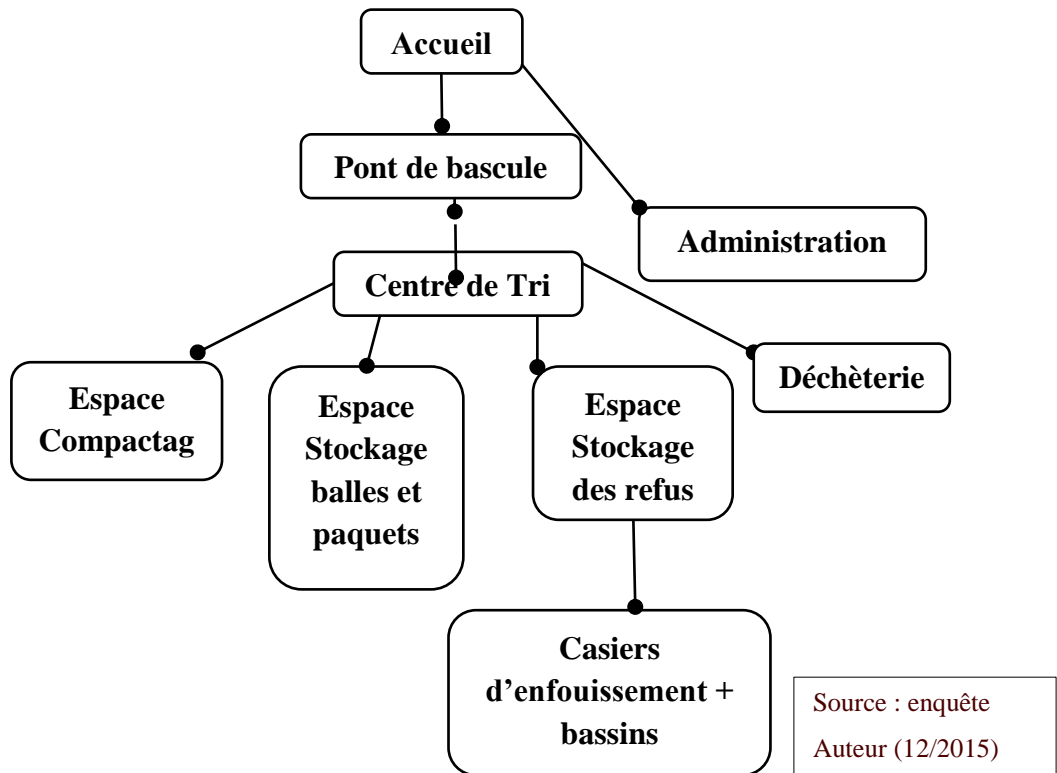 Accueil
Pont de bascule
Administration
Centre de Tri
Espace
Compactag
Espace
Stockage
balles et
paquets
Espace
Stockage
des refus
Déchèterie
Casiers
d’enfouissement +
bassins
Source : enquête
Auteur (12/2015)